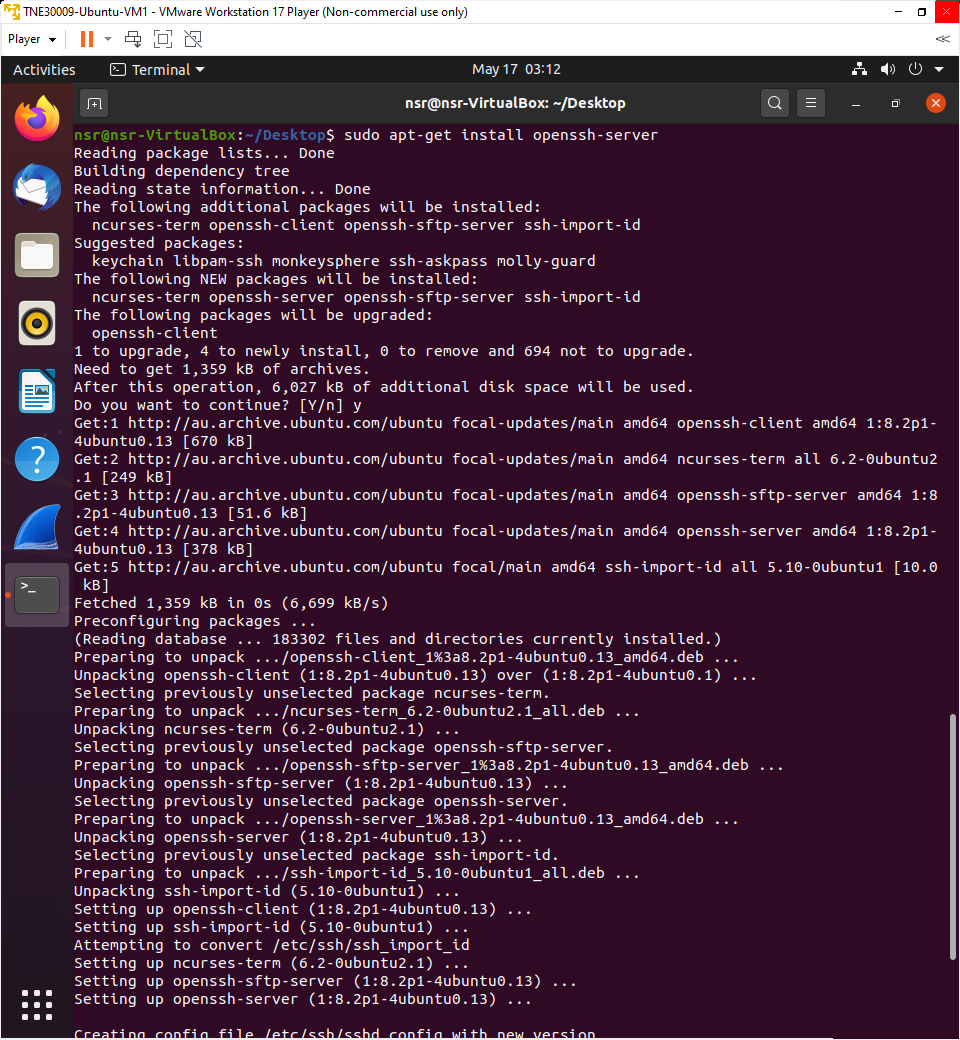 TNE30009-Ubuntu-VM1 - VMware Workstation 17 Player (Non-commercial use only)
Player
Activities
Terminal
May 17 03:12
nsr@nsr-VirtualBox: ~/Desktop
nsr@nsr-VirtualBox:~/Desktop$ sudo apt-get install openssh-server
Reading package lists... Done
Building dependency tree
Reading state information... Done
The following additional packages will be installed:
  ncurses-term openssh-client openssh-sftp-server ssh-import-id
Suggested packages:
  keychain libpam-ssh monkeysphere ssh-askpass molly-guard
The following NEW packages will be installed:
  ncurses-term openssh-server openssh-sftp-server ssh-import-id
The following packages will be upgraded:
  openssh-client
1 to upgrade, 4 to newly install, 0 to remove and 694 not to upgrade.
Need to get 1,359 kB of archives.
After this operation, 6,027 kB of additional disk space will be used.
Do you want to continue? [Y/n] y
Get:1 http://au.archive.ubuntu.com/ubuntu focal-updates/main amd64 openssh-client amd64 1:8.2p1-
4ubuntu0.13 [670 kB]
Get:2 http://au.archive.ubuntu.com/ubuntu focal-updates/main amd64 ncurses-term all 6.2-0ubuntu2
.1 [249 kB]
Get:3 http://au.archive.ubuntu.com/ubuntu focal-updates/main amd64 openssh-sftp-server amd64 1:8
.2p1-4ubuntu0.13 [51.6 kB]
Get:4 http://au.archive.ubuntu.com/ubuntu focal-updates/main amd64 openssh-server amd64 1:8.2p1-
4ubuntu0.13 [378 kB]
Get:5 http://au.archive.ubuntu.com/ubuntu focal/main amd64 ssh-import-id all 5.10-0ubuntu1 [10.0
 kB]
Fetched 1,359 kB in 0s (6,699 kB/s)
Preconfiguring packages ...
(Reading database ... 183302 files and directories currently installed.)
Preparing to unpack .../openssh-client_1%3a8.2p1-4ubuntu0.13_amd64.deb ...
Unpacking openssh-client (1:8.2p1-4ubuntu0.13) over (1:8.2p1-4ubuntu0.1) ...
Selecting previously unselected package ncurses-term.
Preparing to unpack .../ncurses-term_6.2-0ubuntu2.1_all.deb ...
Unpacking ncurses-term (6.2-0ubuntu2.1) ...
Selecting previously unselected package openssh-sftp-server.
Preparing to unpack .../openssh-sftp-server_1%3a8.2p1-4ubuntu0.13_amd64.deb ...
Unpacking openssh-sftp-server (1:8.2p1-4ubuntu0.13) ...
Selecting previously unselected package openssh-server.
Preparing to unpack .../openssh-server_1%3a8.2p1-4ubuntu0.13_amd64.deb ...
Unpacking openssh-server (1:8.2p1-4ubuntu0.13) ...
Selecting previously unselected package ssh-import-id.
Preparing to unpack .../ssh-import-id_5.10-0ubuntu1_all.deb ...
Unpacking ssh-import-id (5.10-0ubuntu1) ...
Setting up openssh-client (1:8.2p1-4ubuntu0.13) ...
Setting up ssh-import-id (5.10-0ubuntu1) ...
Attempting to convert /etc/ssh/ssh_import_id
Setting up ncurses-term (6.2-0ubuntu2.1) ...
Setting up openssh-sftp-server (1:8.2p1-4ubuntu0.13) ...
Setting up openssh-server (1:8.2p1-4ubuntu0.13) ...
Creating config file /etc/ssh/sshd_config with new version